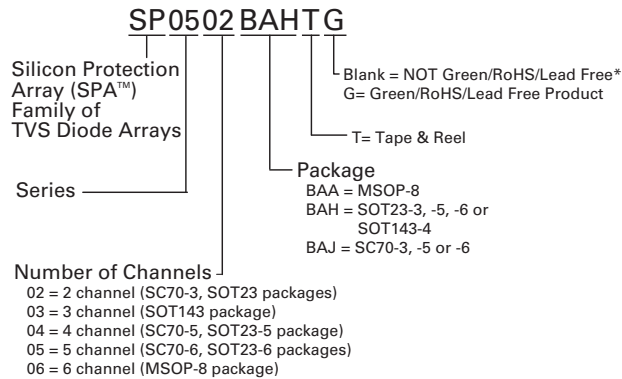 SP0502BAHTG
Silicon Protection
Array (SPA™)
Family of
TVS Diode Arrays
Blank = NOT Green/RoHS/Lead Free*
G= Green/RoHS/Lead Free Product
T= Tape & Reel
Series
Package
BAA = MSOP-8
BAH = SOT23-3, -5, -6 or
SOT143-4
BAJ = SC70-3, -5 or -6
Number of Channels
02 = 2 channel (SC70-3, SOT23 packages)
03 = 3 channel (SOT143 package)
04 = 4 channel (SC70-5, SOT23-5 package)
05 = 5 channel (SC70-6, SOT23-6 packages)
06 = 6 channel (MSOP-8 package)